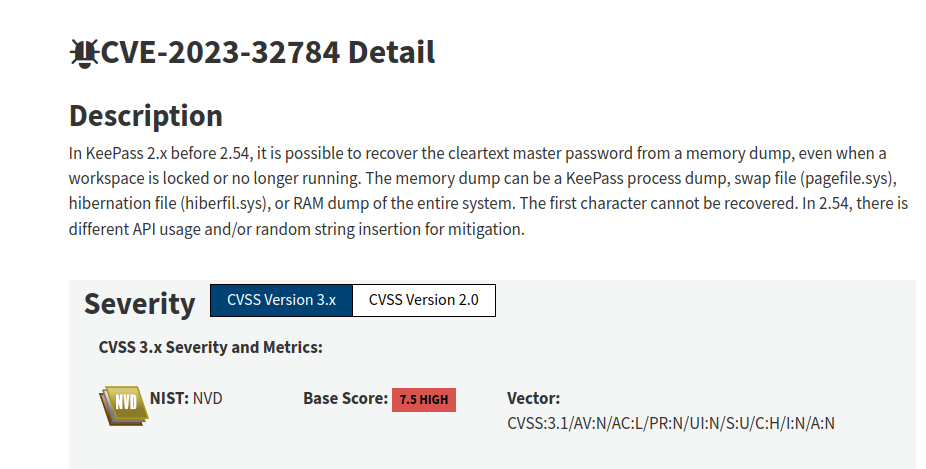 CVE-2023-32784 Detail
Description
In KeePass 2.x before 2.54, it is possible to recover the cleartext master password from a memory dump, even when a
workspace is locked or no longer running. The memory dump can be a KeePass process dump, swap file (pagefile.sys),
hibernation file (hiberfil.sys), or RAM dump of the entire system. The first character cannot be recovered. In 2.54, there is
different API usage and/or random string insertion for mitigation.
Severity CVSS Version 3.x CVSS Version 2.0
CVSS 3.x Severity and Metrics:
NVD NIST: NVD Base Score: 7.5 HIGH Vector:
CVSS:3.1/AV:N/AC:L/PR:N/UI:N/S:U/C:H/I:N/A:N